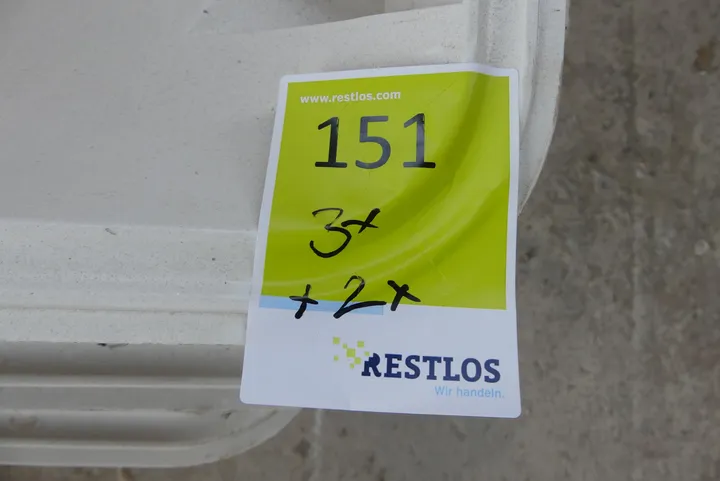 www.restlos.com
151
3x
+ 2x
RESTLOS
Wir handeln.